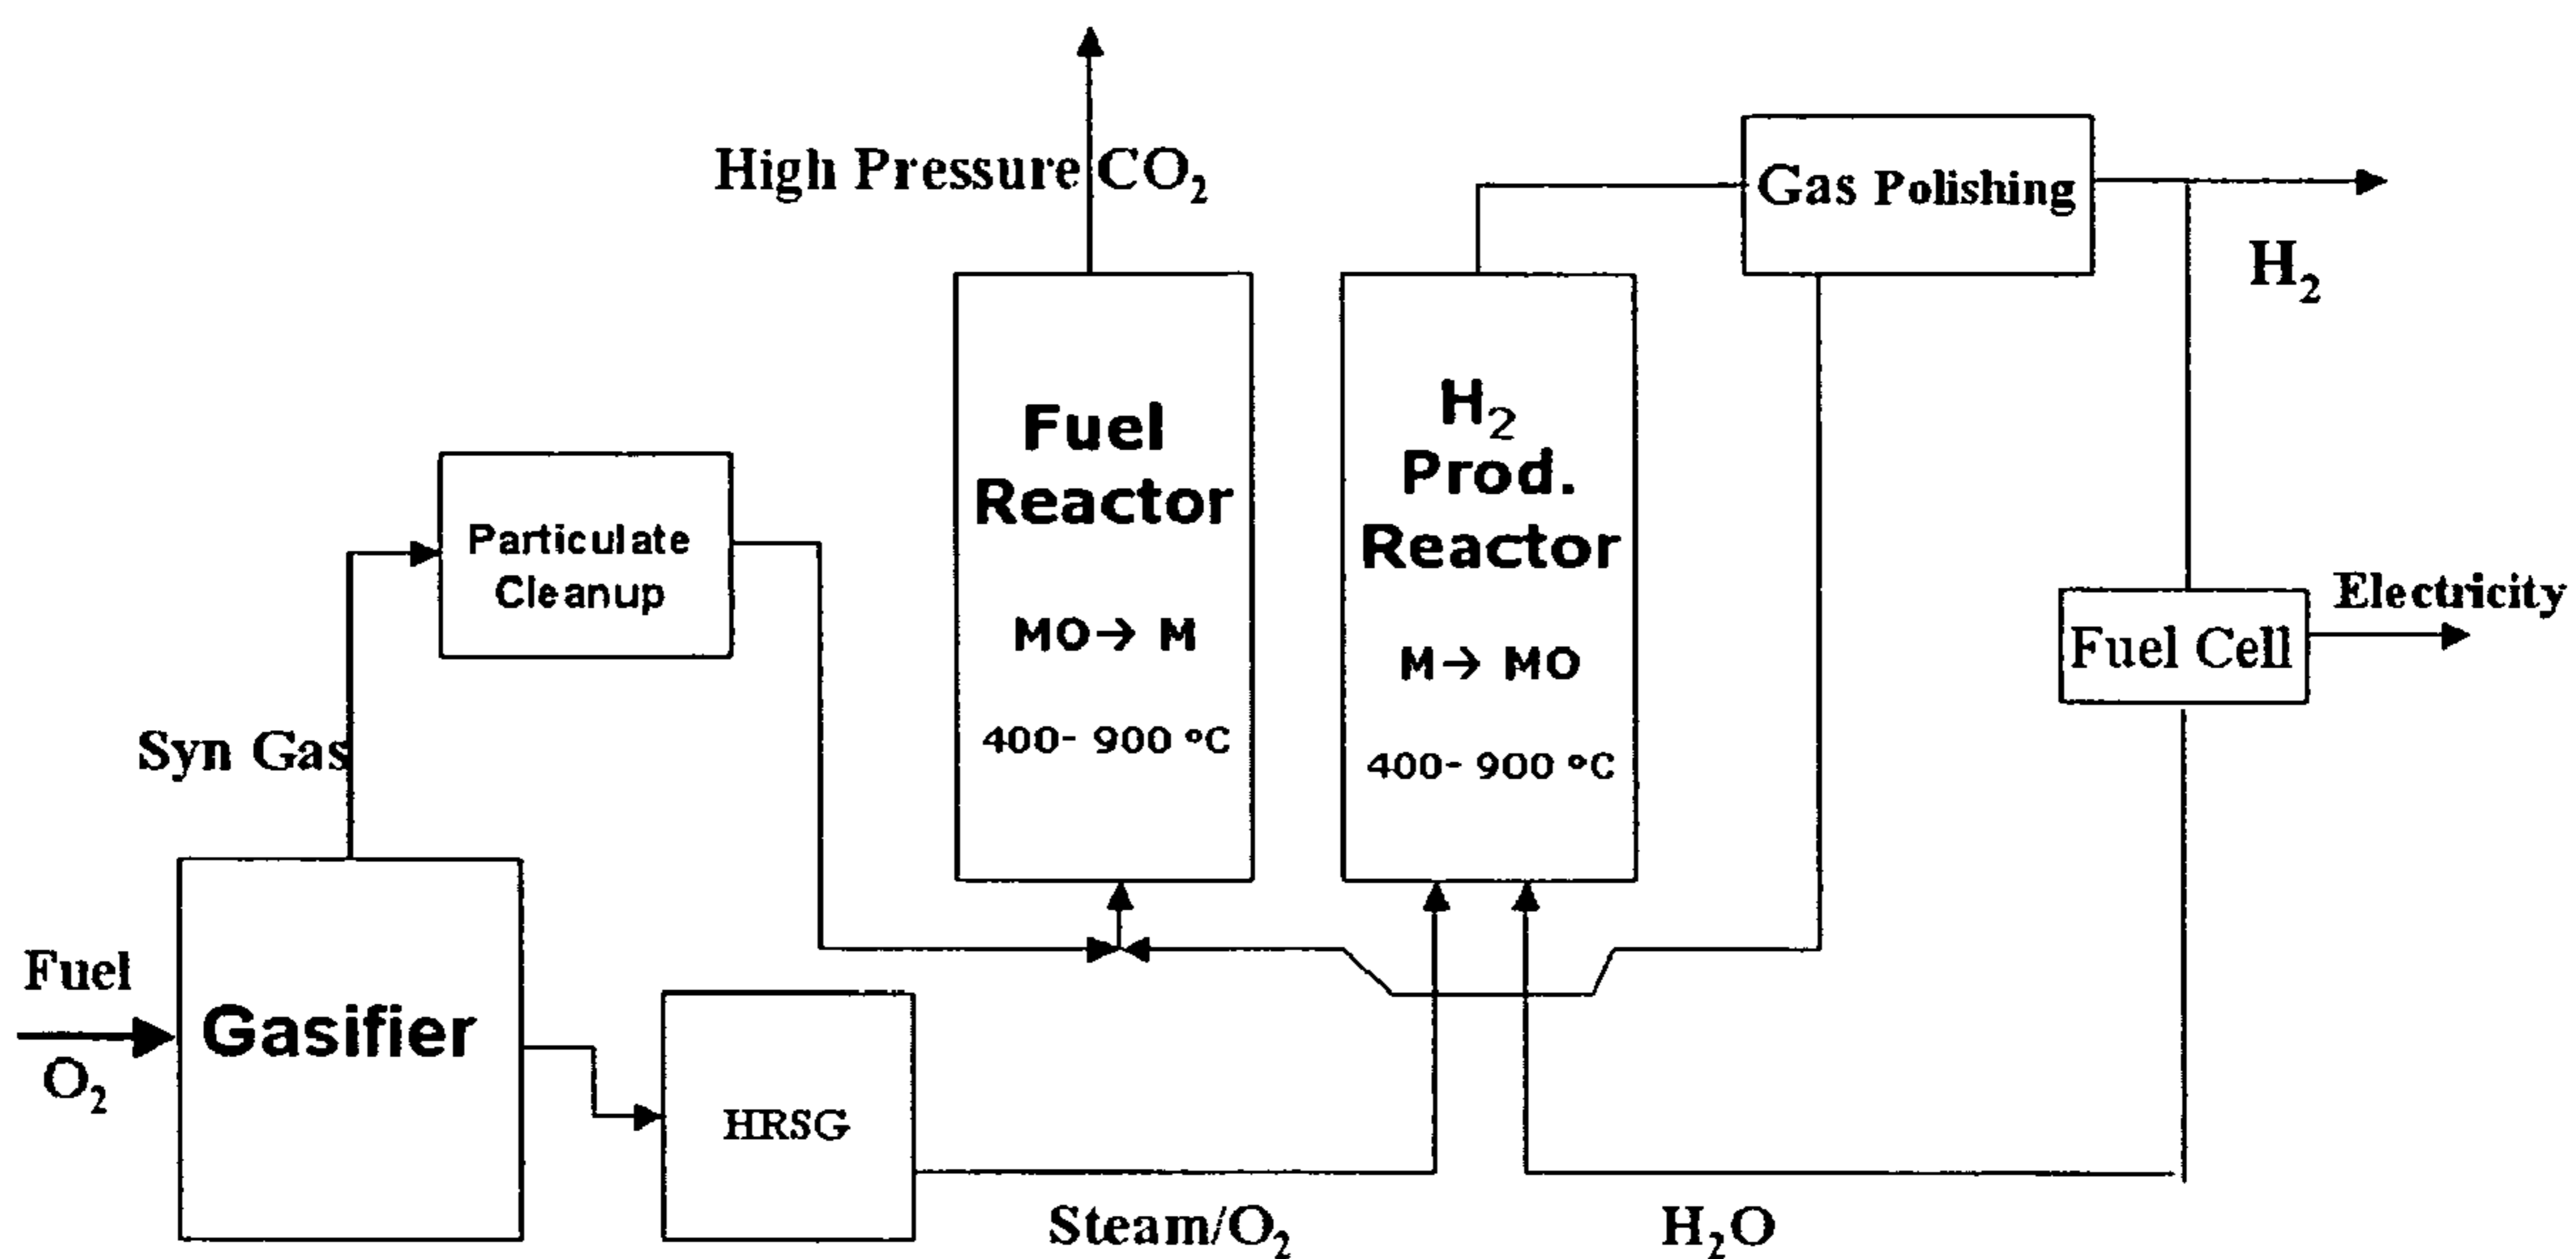 High Pressure CO₂
Gas Polishing
H₂
Fuel
Reactor
MO→ M
400- 900 °C
H₂
Prod.
Reactor
M→ MO
400- 900 °C
Particulate
Cleanup
Electricity
Fuel Cell
Syn Gas
Fuel
O₂
Gasifier
HRSG
Steam/O₂
H₂O